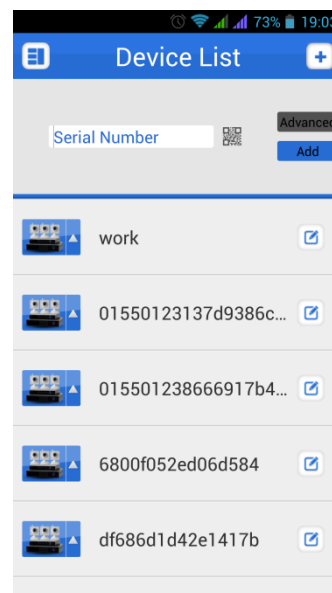 73% 19:03
Device List
Serial Number
Advanced
Add
work
01550123137d9386c...
015501238666917b4...
6800f052ed06d584
df686d1d42e1417b